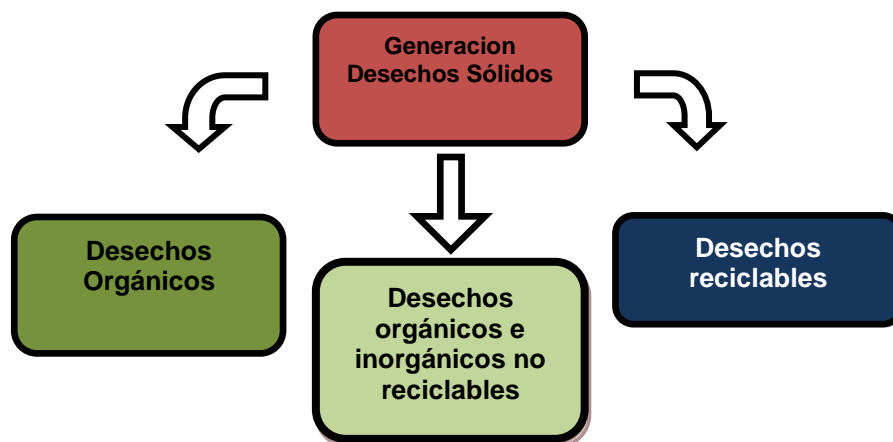 Generacion
Desechos Sólidos
Desechos
Orgánicos
Desechos
orgánicos e
inorgánicos no
reciclables
Desechos
reciclables